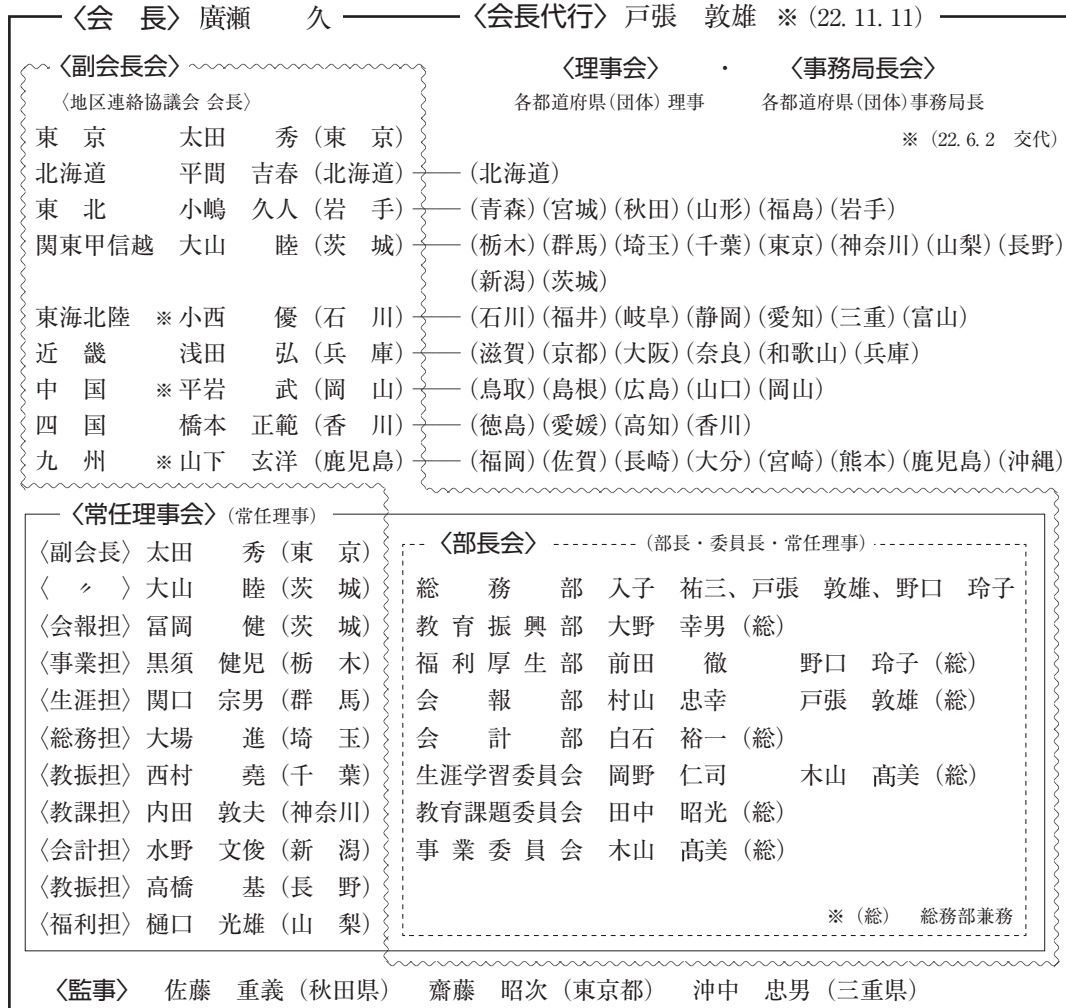 〈会　長〉廣瀬　　久　〈会長代行〉戸張　敦雄 ※（22.11.11）
〈副会長会〉
〈地区連絡協議会 会長〉
〈理事会〉　・　〈事務局長会〉
各都道府県（団体）理事　各都道府県（団体）事務局長
※（22.6.2　交代）
東　京　太田　　秀（東　京）
北海道　平間　吉春（北海道）（北海道）
東　北　小嶋　久人（岩　手）（青森）（宮城）（秋田）（山形）（福島）（岩手）
関東甲信越　大山　　睦（茨　城）（栃木）（群馬）（埼玉）（千葉）（東京）（神奈川）（山梨）（長野）
（新潟）（茨城）
東海北陸　※小西　　優（石　川）（石川）（福井）（岐阜）（静岡）（愛知）（三重）（富山）
近　畿　浅田　　弘（兵　庫）（滋賀）（京都）（大阪）（奈良）（和歌山）（兵庫）
中　国　※平岩　　武（岡　山）（鳥取）（島根）（広島）（山口）（岡山）
四　国　橋本　正範（香　川）（徳島）（愛媛）（高知）（香川）
九　州　※山下　玄洋（鹿児島）（福岡）（佐賀）（長崎）（大分）（宮崎）（熊本）（鹿児島）（沖縄）
〈常任理事会〉（常任理事）
〈副会長〉太田　　秀（東　京）
〈　〃　〉大山　　睦（茨　城）
〈会報担〉冨岡　　健（茨　城）
〈事業担〉黒須　健児（栃　木）
〈生涯担〉関口　宗男（群　馬）
〈総務担〉大場　　進（埼　玉）
〈教振担〉西村　　堯（千　葉）
〈教課担〉内田　敦夫（神奈川）
〈会計担〉水野　文俊（新　潟）
〈教振担〉高橋　　基（長　野）
〈福利担〉樋口　光雄（山　梨）
〈部長会〉（部長・委員長・常任理事）
総　務　部　入子　祐三、戸張　敦雄、野口　玲子
教育振興部　大野　幸男（総）
福利厚生部　前田　　徹　野口　玲子（総）
会　報　部　村山　忠幸　戸張　敦雄（総）
会　計　部　白石　裕一（総）
生涯学習委員会　岡野　仁司　木山　髙美（総）
教育課題委員会　田中　昭光（総）
事業委員会　木山　髙美（総）
※（総）　総務部兼務
〈監事〉　佐藤　重義（秋田県）　齋藤　昭次（東京都）　沖中　忠男（三重県）